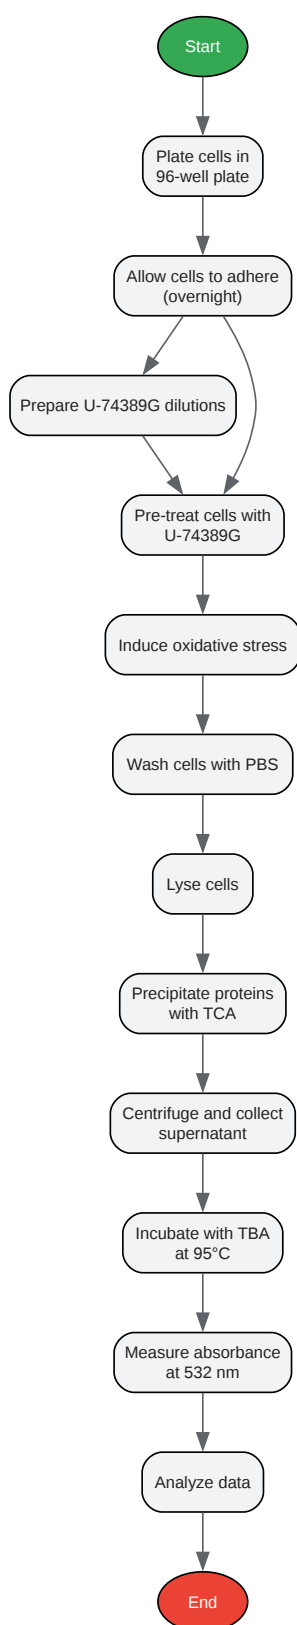 Start
Plate cells in
96-well plate
Allow cells to adhere
(overnight)
Prepare U-74389G dilutions
Pre-treat cells with
U-74389G
Induce oxidative stress
Wash cells with PBS
Lyse cells
Precipitate proteins
with TCA
Centrifuge and collect
supernatant
Incubate with TBA
at 95°C
Measure absorbance
at 532 nm
Analyze data
End